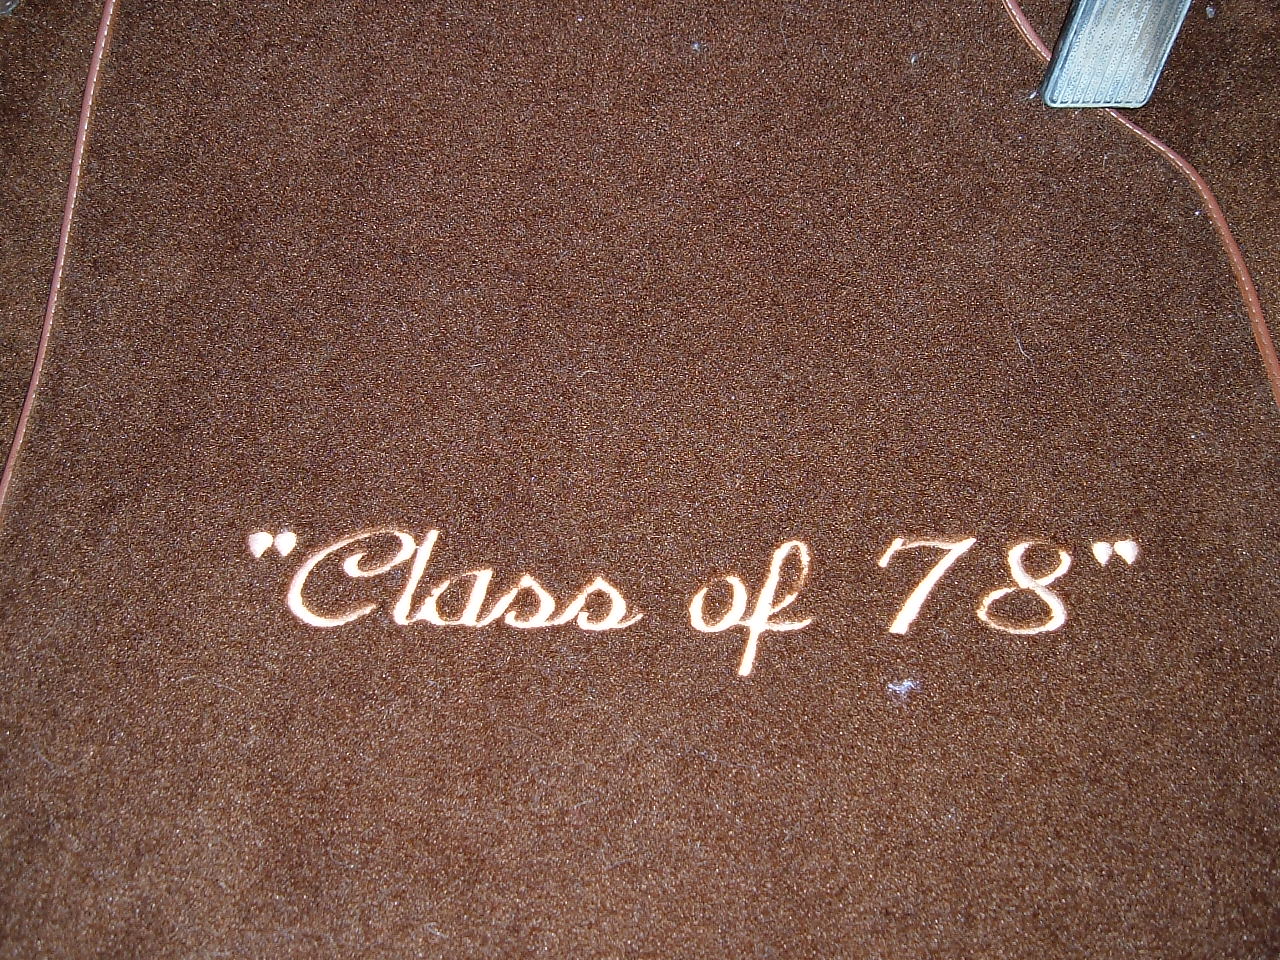 "Class of 78"